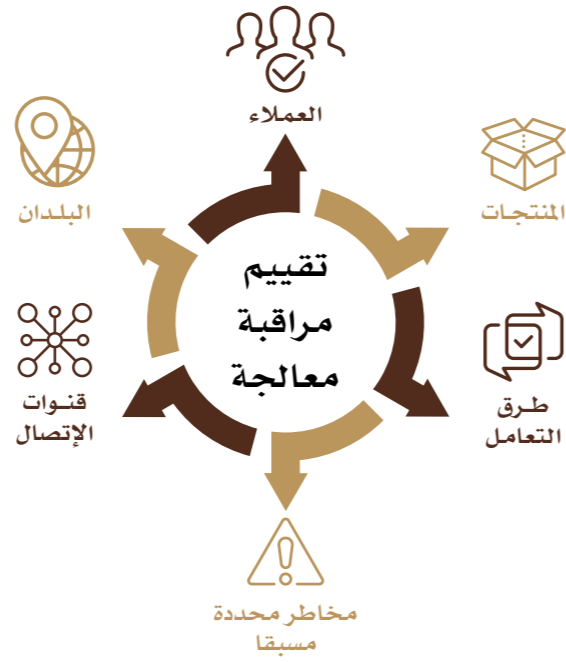 العملاء
المنتجات
البلدان
تقييم
مراقبة
معالجة
طرق
التعامل
قنوات
الإتصال
مخاطر محددة
مسبقا